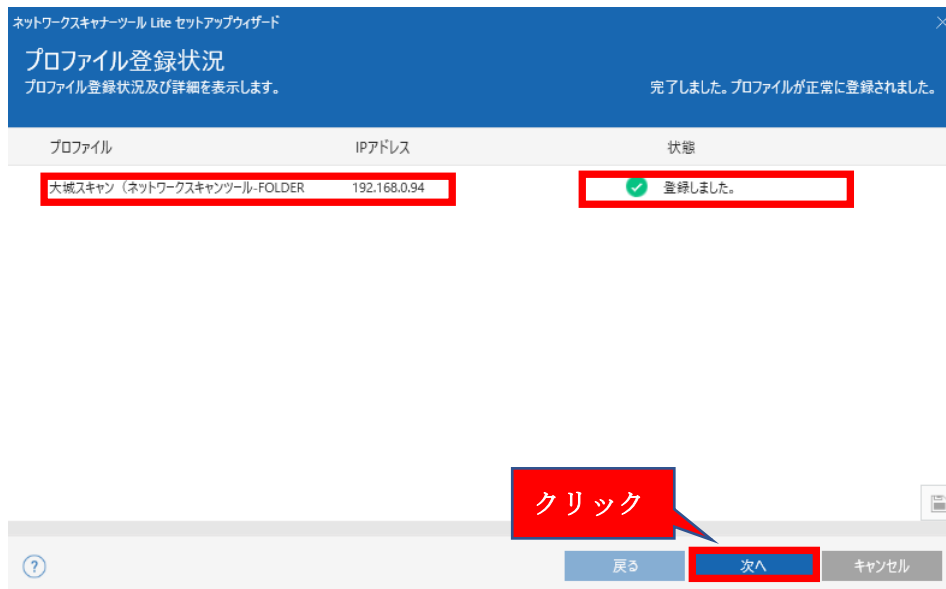 ネットワークスキャナーツール Lite セットアップウィザード
プロファイル登録状況
プロファイル登録状況及び詳細を表示します。
完了しました。プロファイルが正常に登録されました。
プロファイル IPアドレス 状態
大城スキャン（ネットワークスキャンツール-FOLDER 192.168.0.94 登録しました。
クリック
? 戻る 次へ キャンセル